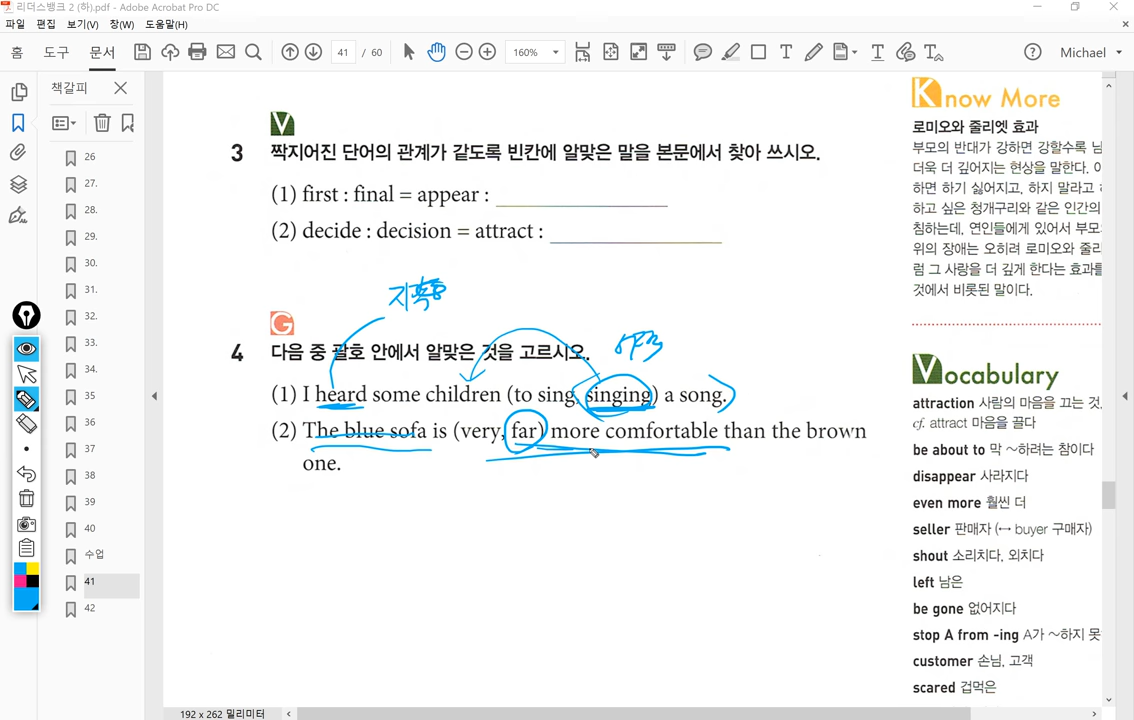 리더스뱅크 2 (하).pdf - Adobe Acrobat Pro DC
파일 편집 보기(V) 창(W) 도움말(H)
홈 도구 문서 41 / 60 160% Michael
책갈피
26
27.
28.
29.
30.
31.
32.
33.
34.
35
36
37
38
39
40
수업
41
42
V
3 짝지어진 단어의 관계가 같도록 빈칸에 알맞은 말을 본문에서 찾아 쓰시오.
(1) first : final = appear :
(2) decide : decision = attract :
G
4 다음 중 괄호 안에서 알맞은 것을 고르시오.
(1) I heard some children (to sing, singing) a song.
(2) The blue sofa is (very, far) more comfortable than the brown
one.
Know More
로미오와 줄리엣 효과
부모의 반대가 강하면 강할수록 남
더욱 더 깊어지는 현상을 말한다.
하면 하기 싫어지고, 하지 말라고
하고 싶은 청개구리와 같은 인간의
침하는데, 연인들에게 있어서 부모
위의 장애는 오히려 로미오와 줄리
럼 그 사랑을 더 깊게 한다는 효과를
것에서 비롯된 말이다.
Vocabulary
attraction 사람의 마음을 끄는 것,
cf. attract 마음을 끌다
be about to 막 ~하려는 참이다
disappear 사라지다
even more 훨씬 더
seller 판매자 (↔ buyer 구매자)
shout 소리치다, 외치다
left 남은
be gone 없어지다
stop A from -ing A가 ~하지 못
customer 손님, 고객
scared 겁먹은
192 x 262 밀리미터